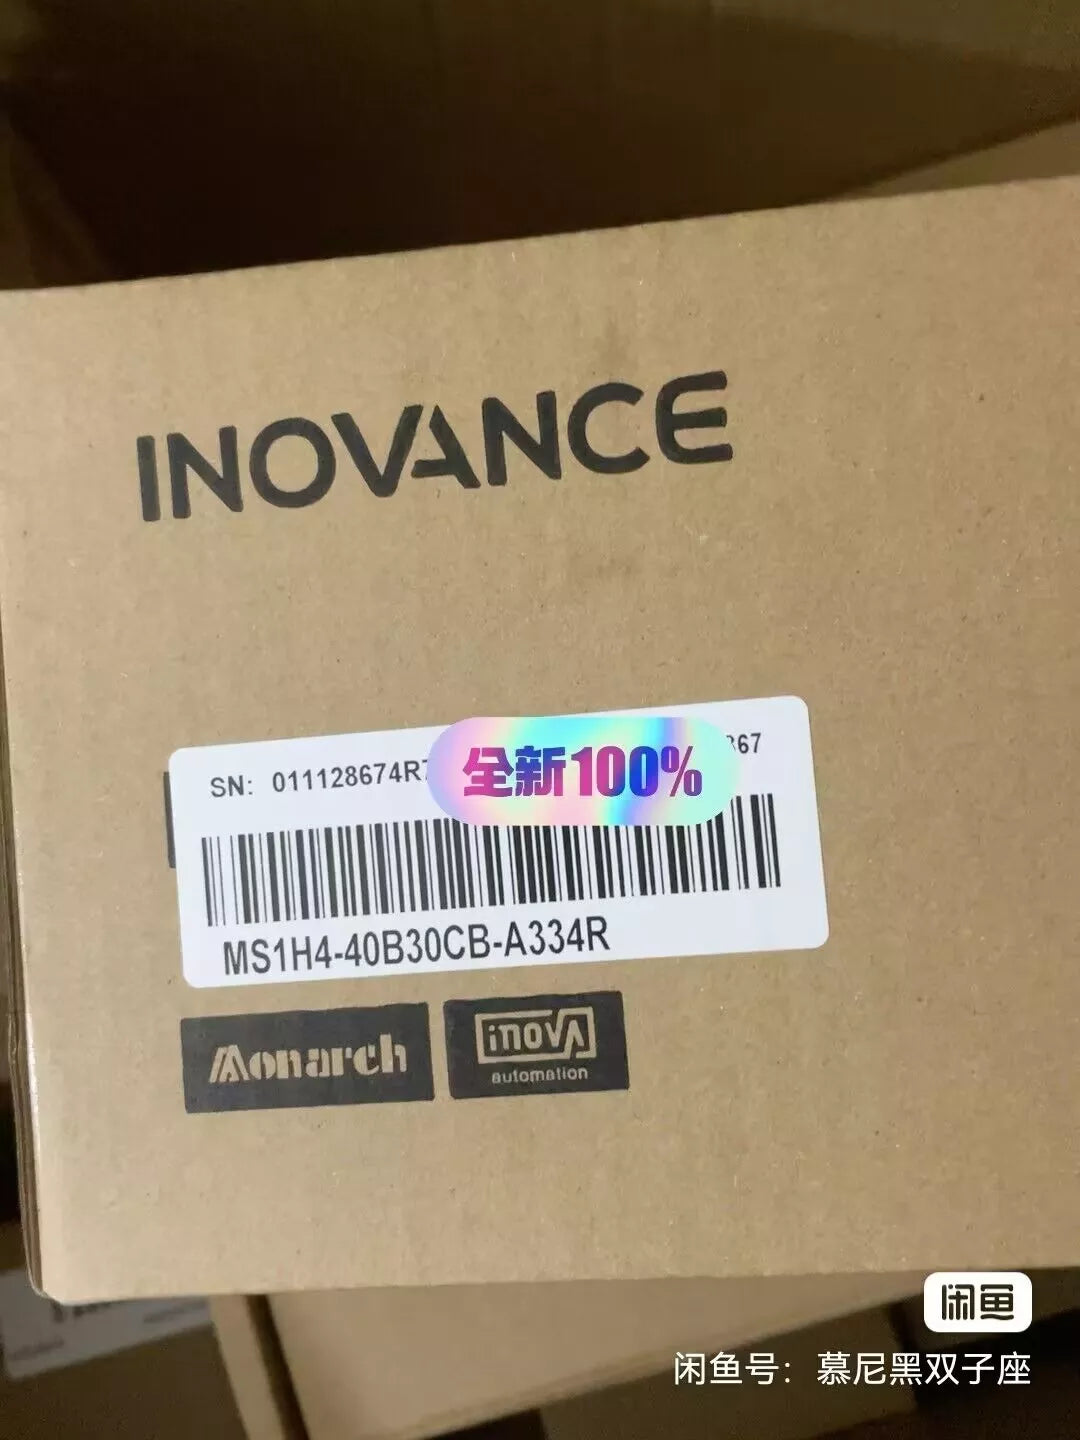 INOVANCE
SN: 011128674R7
全新100%
367
MS1H4-40B30CB-A334R
Monarch
inovA
automation
闲鱼
闲鱼号：慕尼黑双子座